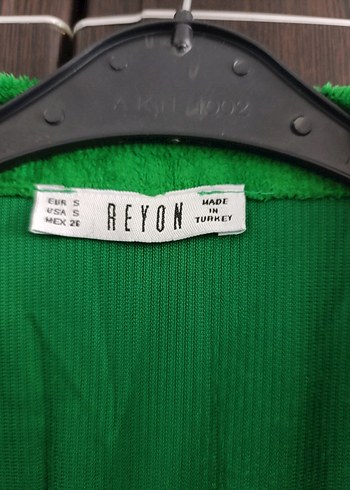 EUR S
USA S
MEX 26
REYON
MADE
IN
TURKEY